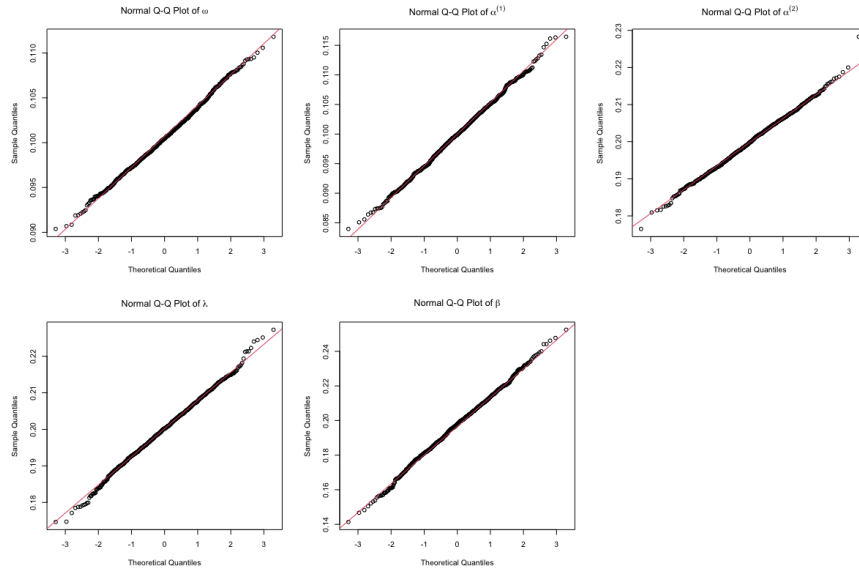 Normal Q-Q Plot of ω
Sample Quantiles
0.090 0.095 0.100 0.105 0.110
-3 -2 -1 0 1 2 3
Theoretical Quantiles
Normal Q-Q Plot of α⁽¹⁾
Sample Quantiles
0.085 0.090 0.095 0.100 0.105 0.110 0.115
-3 -2 -1 0 1 2 3
Theoretical Quantiles
Normal Q-Q Plot of α⁽²⁾
Sample Quantiles
0.18 0.19 0.20 0.21 0.22 0.23
-3 -2 -1 0 1 2 3
Theoretical Quantiles
Normal Q-Q Plot of λ
Sample Quantiles
0.18 0.19 0.20 0.21 0.22
-3 -2 -1 0 1 2 3
Theoretical Quantiles
Normal Q-Q Plot of β
Sample Quantiles
0.14 0.16 0.18 0.20 0.22 0.24
-3 -2 -1 0 1 2 3
Theoretical Quantiles